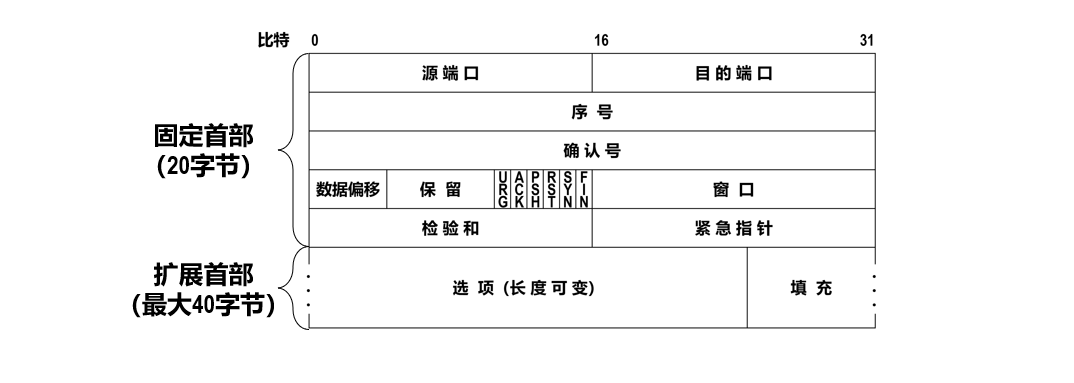 比特 0 16 31
源端口 目的端口
序号
确认号
固定首部
(20字节)
数据偏移 保留 URG ACK PSH RST SYN FIN 窗口
检验和 紧急指针
扩展首部
(最大40字节)
选项 (长度可变) 填充